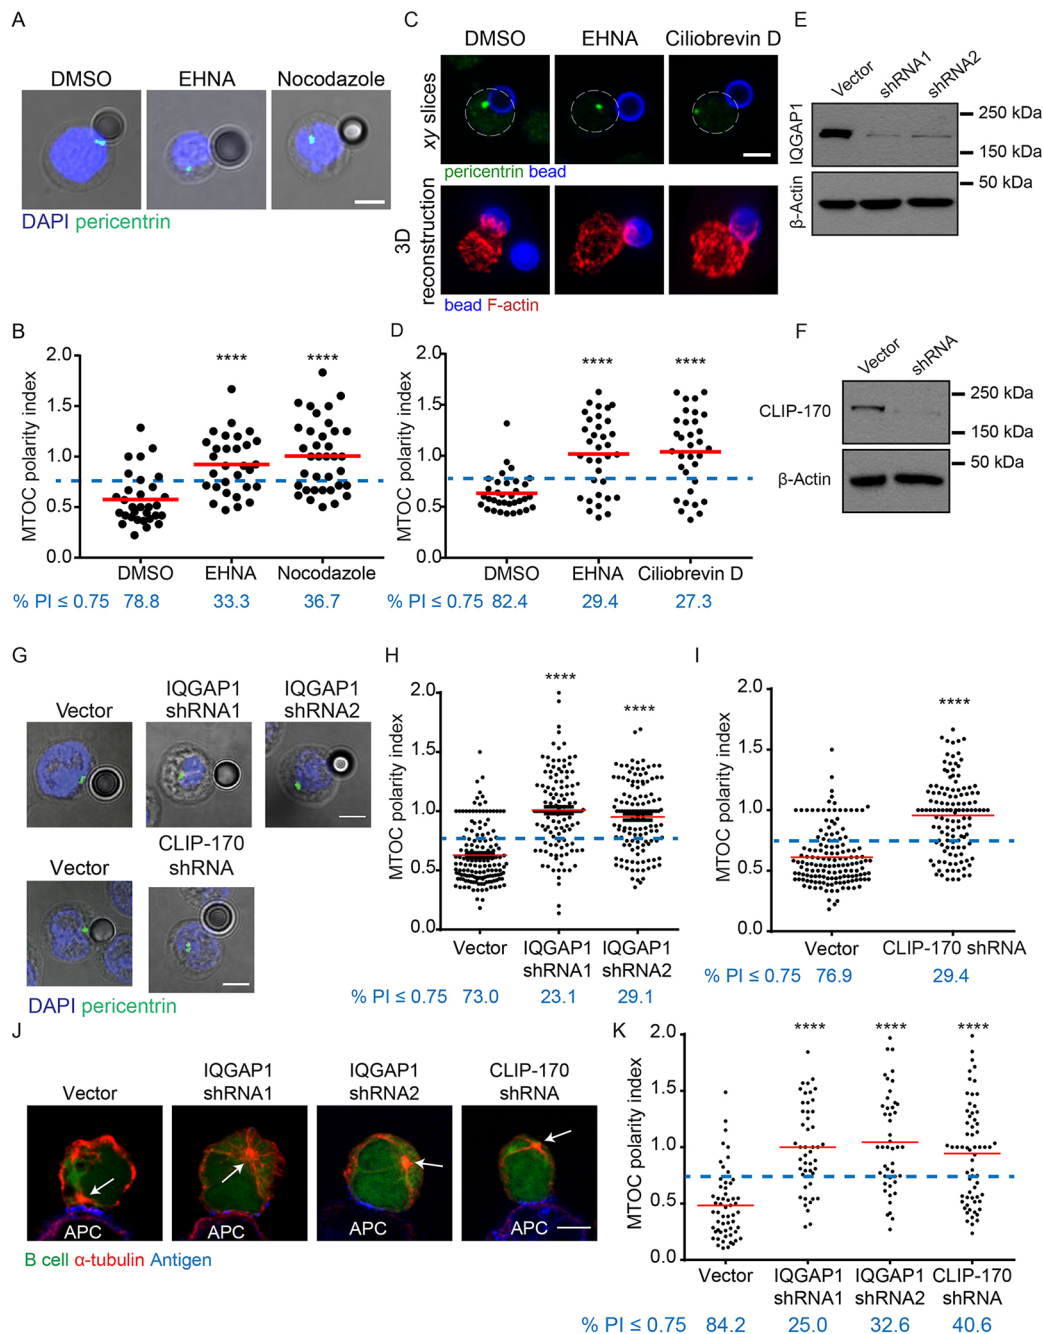 A
DMSO EHNA Nocodazole
DAPI pericentrin
C
DMSO EHNA Ciliobrevin D
xy slices
pericentrin bead
3D
reconstruction
bead F-actin
E
Vector shRNA1 shRNA2
IQGAP1
250 kDa
150 kDa
50 kDa
β-Actin
B
MTOC polarity index
2.0
1.5
1.0
0.5
0.0
**** ****
DMSO EHNA Nocodazole
% PI ≤ 0.75 78.8 33.3 36.7
D
MTOC polarity index
2.0
1.5
1.0
0.5
0.0
**** ****
DMSO EHNA Ciliobrevin D
% PI ≤ 0.75 82.4 29.4 27.3
F
Vector shRNA
CLIP-170
250 kDa
150 kDa
50 kDa
β-Actin
G
Vector
IQGAP1
shRNA1
IQGAP1
shRNA2
Vector
CLIP-170
shRNA
DAPI pericentrin
H
MTOC polarity index
2.0
1.5
1.0
0.5
0.0
**** ****
Vector
IQGAP1
shRNA1
IQGAP1
shRNA2
% PI ≤ 0.75 73.0 23.1 29.1
I
MTOC polarity index
2.0
1.5
1.0
0.5
0.0
****
Vector CLIP-170 shRNA
% PI ≤ 0.75 76.9 29.4
J
Vector
IQGAP1
shRNA1
IQGAP1
shRNA2
CLIP-170
shRNA
APC APC APC APC
B cell α-tubulin Antigen
K
MTOC polarity index
2.0
1.5
1.0
0.5
0.0
**** **** ****
Vector
IQGAP1
shRNA1
IQGAP1
shRNA2
CLIP-170
shRNA
% PI ≤ 0.75 84.2 25.0 32.6 40.6